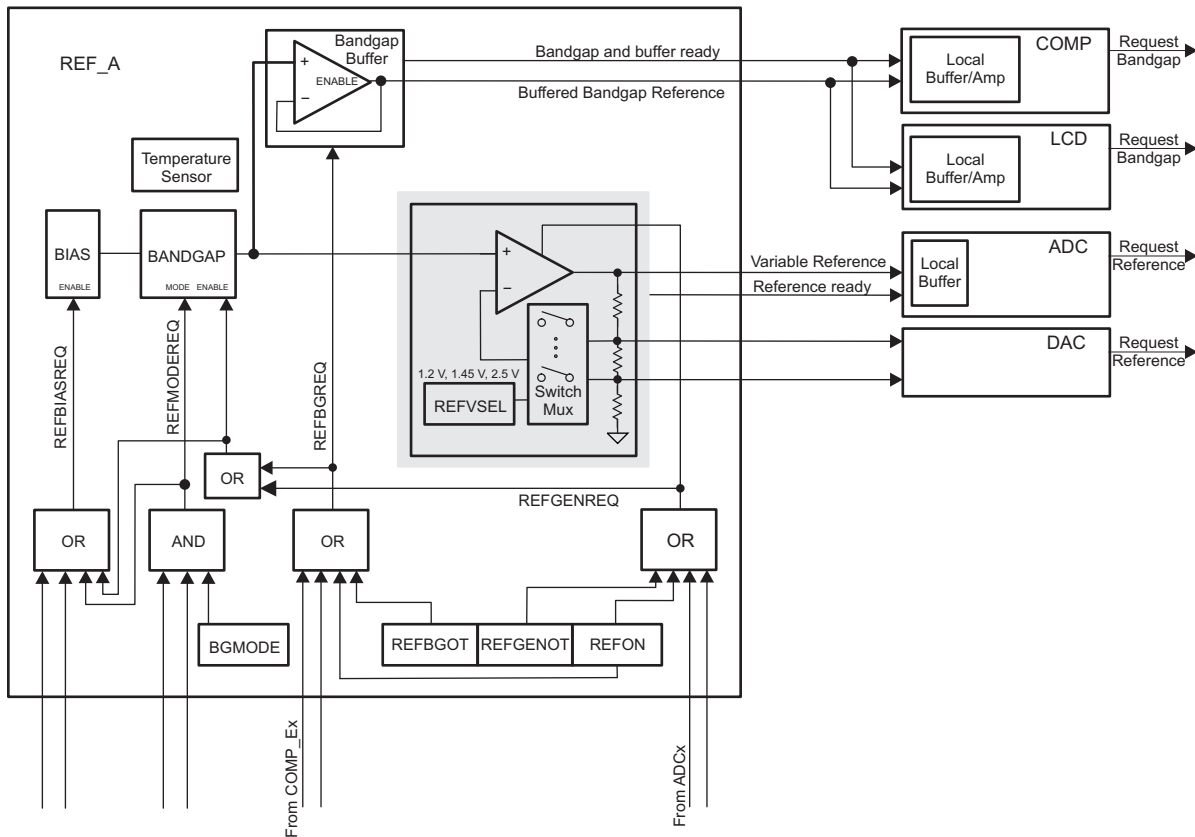 REF_A
Bandgap
Buffer
+
ENABLE
−
Bandgap and buffer ready
Buffered Bandgap Reference
COMP
Local
Buffer/Amp
Request
Bandgap
LCD
Local
Buffer/Amp
Request
Bandgap
Temperature
Sensor
BIAS
ENABLE
BANDGAP
MODE ENABLE
+
−
Variable Reference
Reference ready
ADC
Local
Buffer
Request
Reference
DAC
Request
Reference
1.2 V, 1.45 V, 2.5 V
REFVSEL
Switch
Mux
REFBIASREQ
REFMODEREQ
REFBGREQ
OR
REFGENREQ
OR
AND
OR
OR
BGMODE
REFBGOT
REFGENOT
REFON
From COMP_Ex
From ADCx